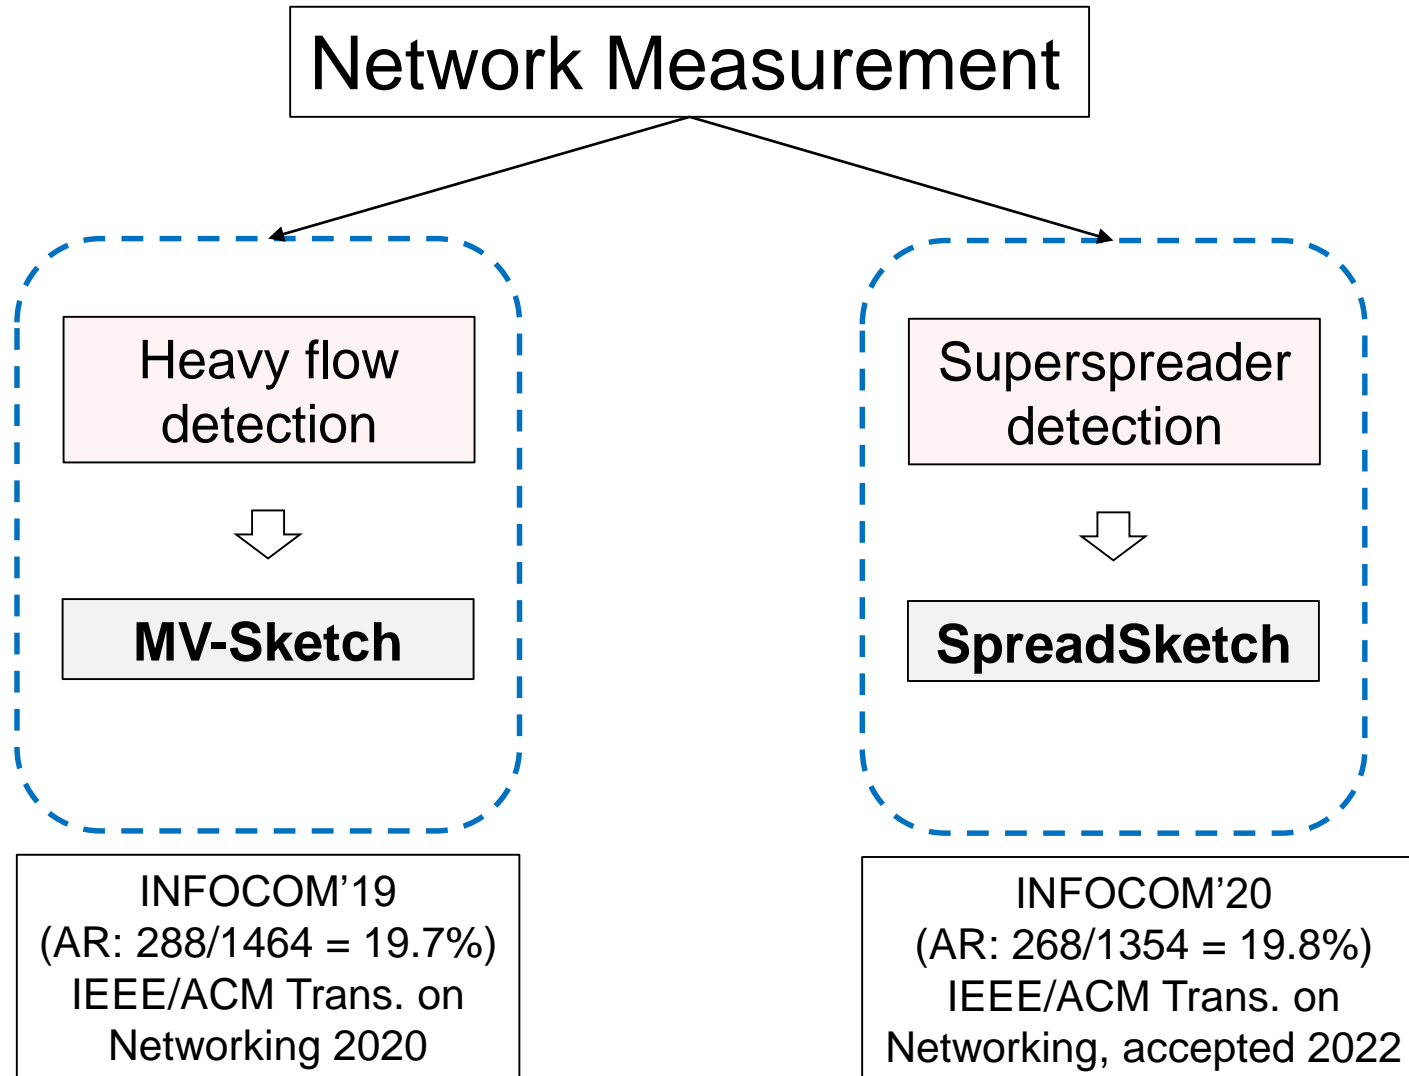 Network Measurement
Heavy flow
detection
MV-Sketch
INFOCOM’19
(AR: 288/1464 = 19.7%)
IEEE/ACM Trans. on
Networking 2020
Superspreader
detection
SpreadSketch
INFOCOM’20
(AR: 268/1354 = 19.8%)
IEEE/ACM Trans. on
Networking, accepted 2022